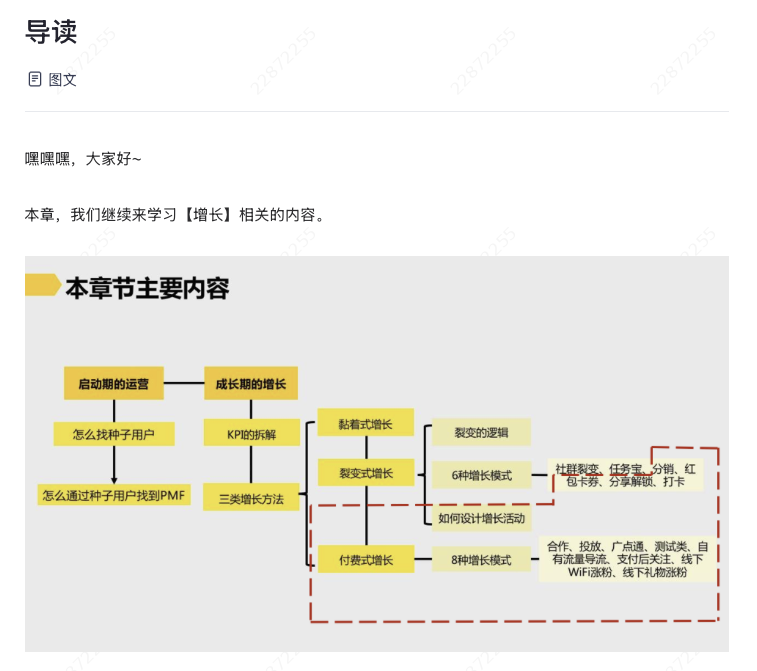 导读
图文
嘿嘿嘿，大家好~
本章，我们继续来学习【增长】相关的内容。
本章节主要内容
启动期的运营
成长期的增长
怎么找种子用户
KPI的拆解
怎么通过种子用户找到PMF
三类增长方法
黏着式增长
裂变式增长
付费式增长
裂变的逻辑
6种增长模式
如何设计增长活动
8种增长模式
社群裂变、任务宝、分销、红
包卡券、分享解锁、打卡
合作、投放、广点通、测试类、自
有流量导流、支付后关注、线下
WiFi涨粉、线下礼物涨粉
22872255
22872255
22872255
22872255
22872255
22872255